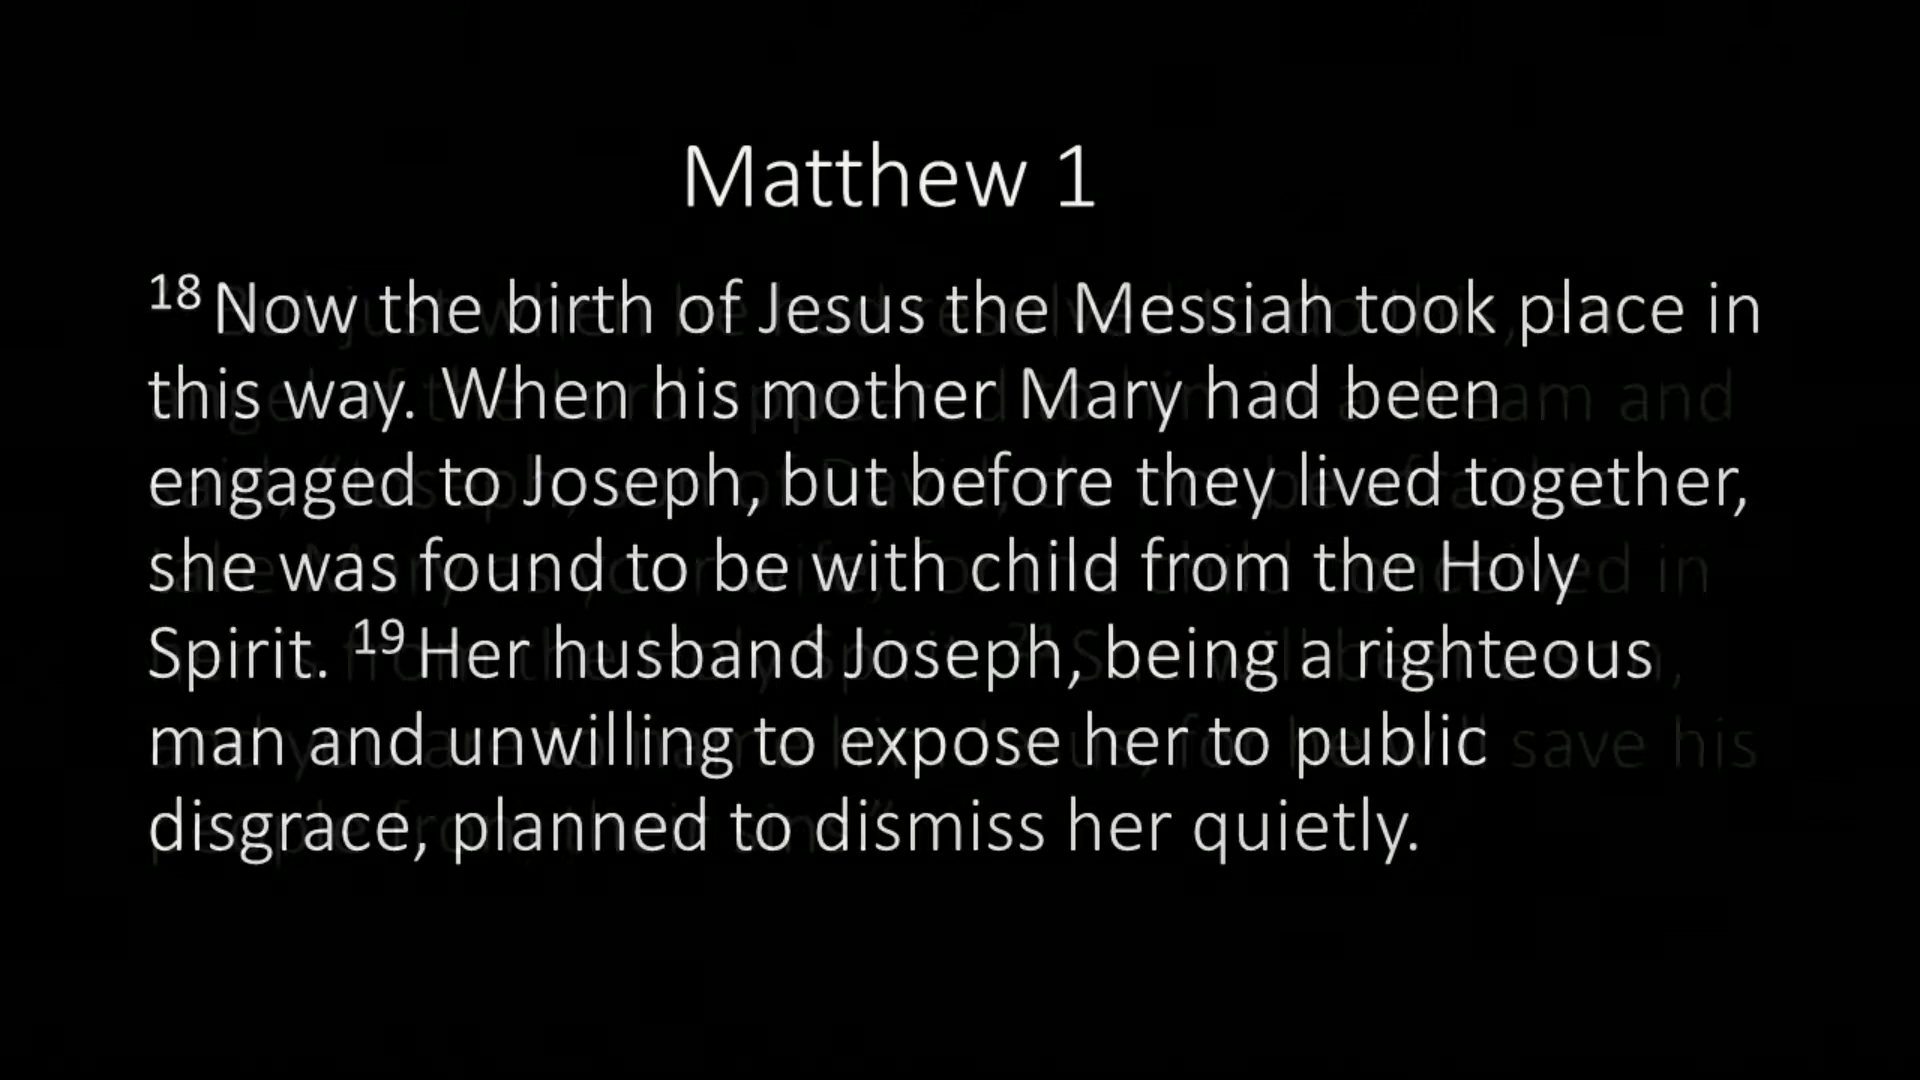 Matthew 1
18 Now the birth of Jesus the Messiah took place in
this way. When his mother Mary had been
engaged to Joseph, but before they lived together,
she was found to be with child from the Holy
Spirit. 19 Her husband Joseph, being a righteous
man and unwilling to expose her to public
disgrace, planned to dismiss her quietly.